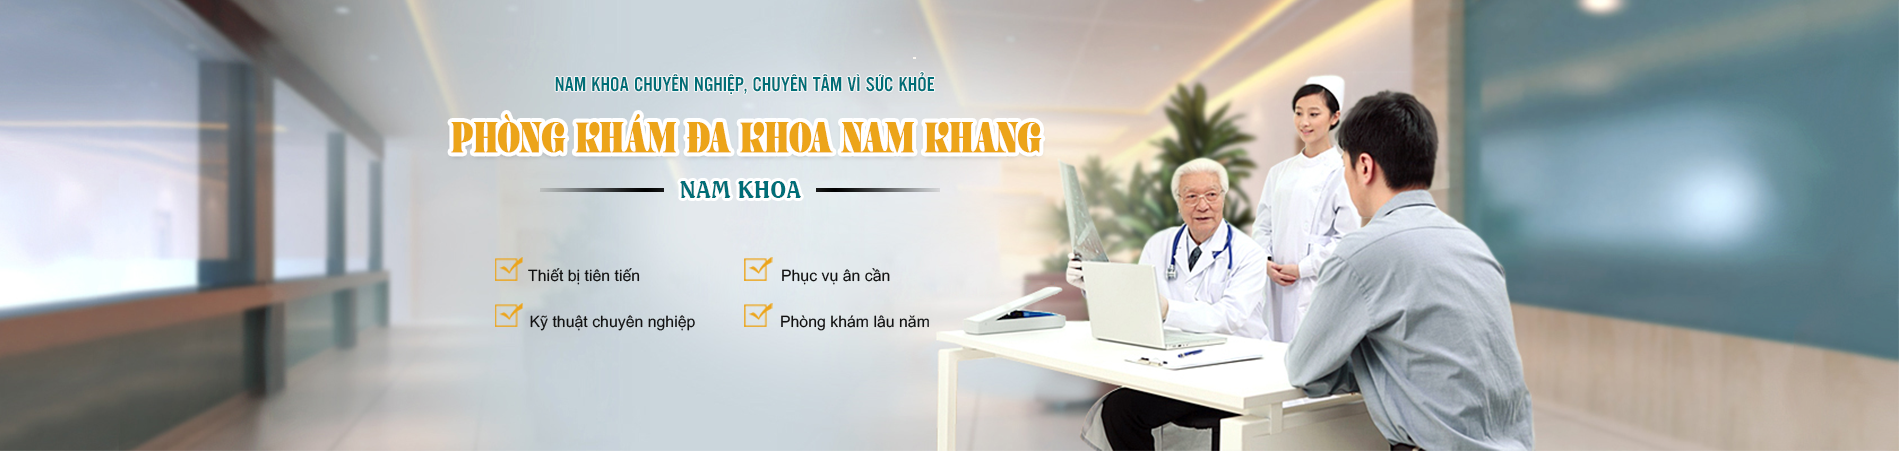 NAM KHOA CHUYÊN NGHIỆP, CHUYÊN TÂM VÌ SỨC KHỎE
PHÒNG KHÁM ĐA KHOA NAM KHANG
NAM KHOA
Thiết bị tiên tiến
Phục vụ ân cần
Kỹ thuật chuyên nghiệp
Phòng khám lâu năm